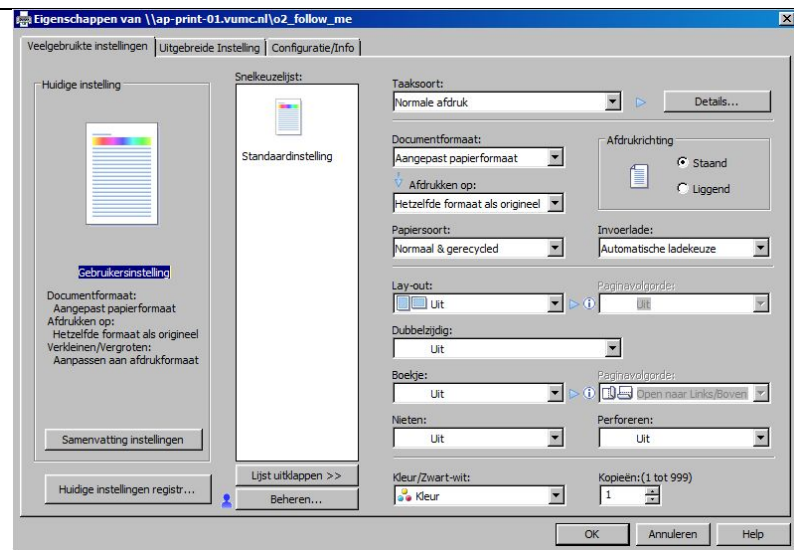 Eigenschappen van \\ap-print-01.vumc.nl\o2_follow_me
Veelgebruikte instellingen
Uitgebreide Instelling
Configuratie/Info
Huidige instelling
Gebruikersinstelling
Documentformaat:
Aangepast papierformaat
Afdrukken op:
Hetzelfde formaat als origineel
Verkleinen/Vergroten:
Aanpassen aan afdrukformaat
Samenvatting instellingen
Huidige instellingen registr...
Snelkeuzelijst:
Standaardinstelling
Lijst uitklappen >>
Beheren...
Taaksoort:
Normale afdruk
Details...
Documentformaat:
Aangepast papierformaat
Afdrukken op:
Hetzelfde formaat als origineel
Afdrukrichting
Staand
Liggend
Papiersoort:
Normaal & gerecycled
Invoerlade:
Automatische ladekeuze
Lay-out:
Uit
Paginavolgorde:
Uit
Dubbelzijdig:
Uit
Boekje:
Uit
Paginavolgorde:
Open naar Links/Boven
Nieten:
Uit
Perforeren:
Uit
Kleur/Zwart-wit:
Kleur
Kopieën:(1 tot 999)
1
OK
Annuleren
Help